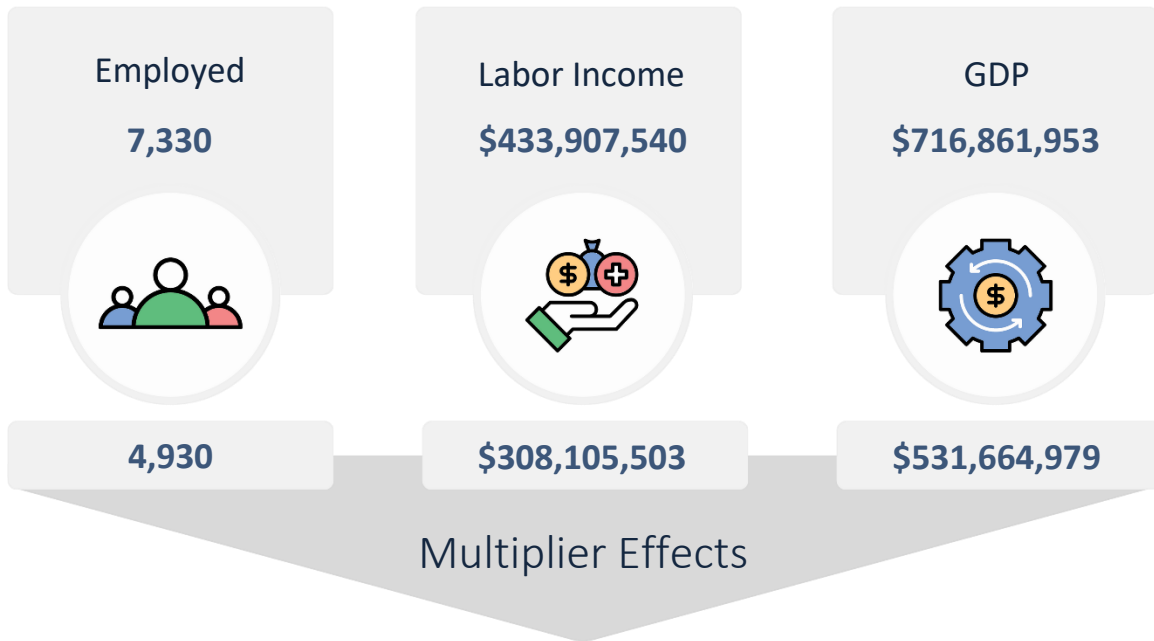 Employed
7,330
Labor Income
$433,907,540
GDP
$716,861,953
$
$
4,930
$308,105,503
$531,664,979
Multiplier Effects